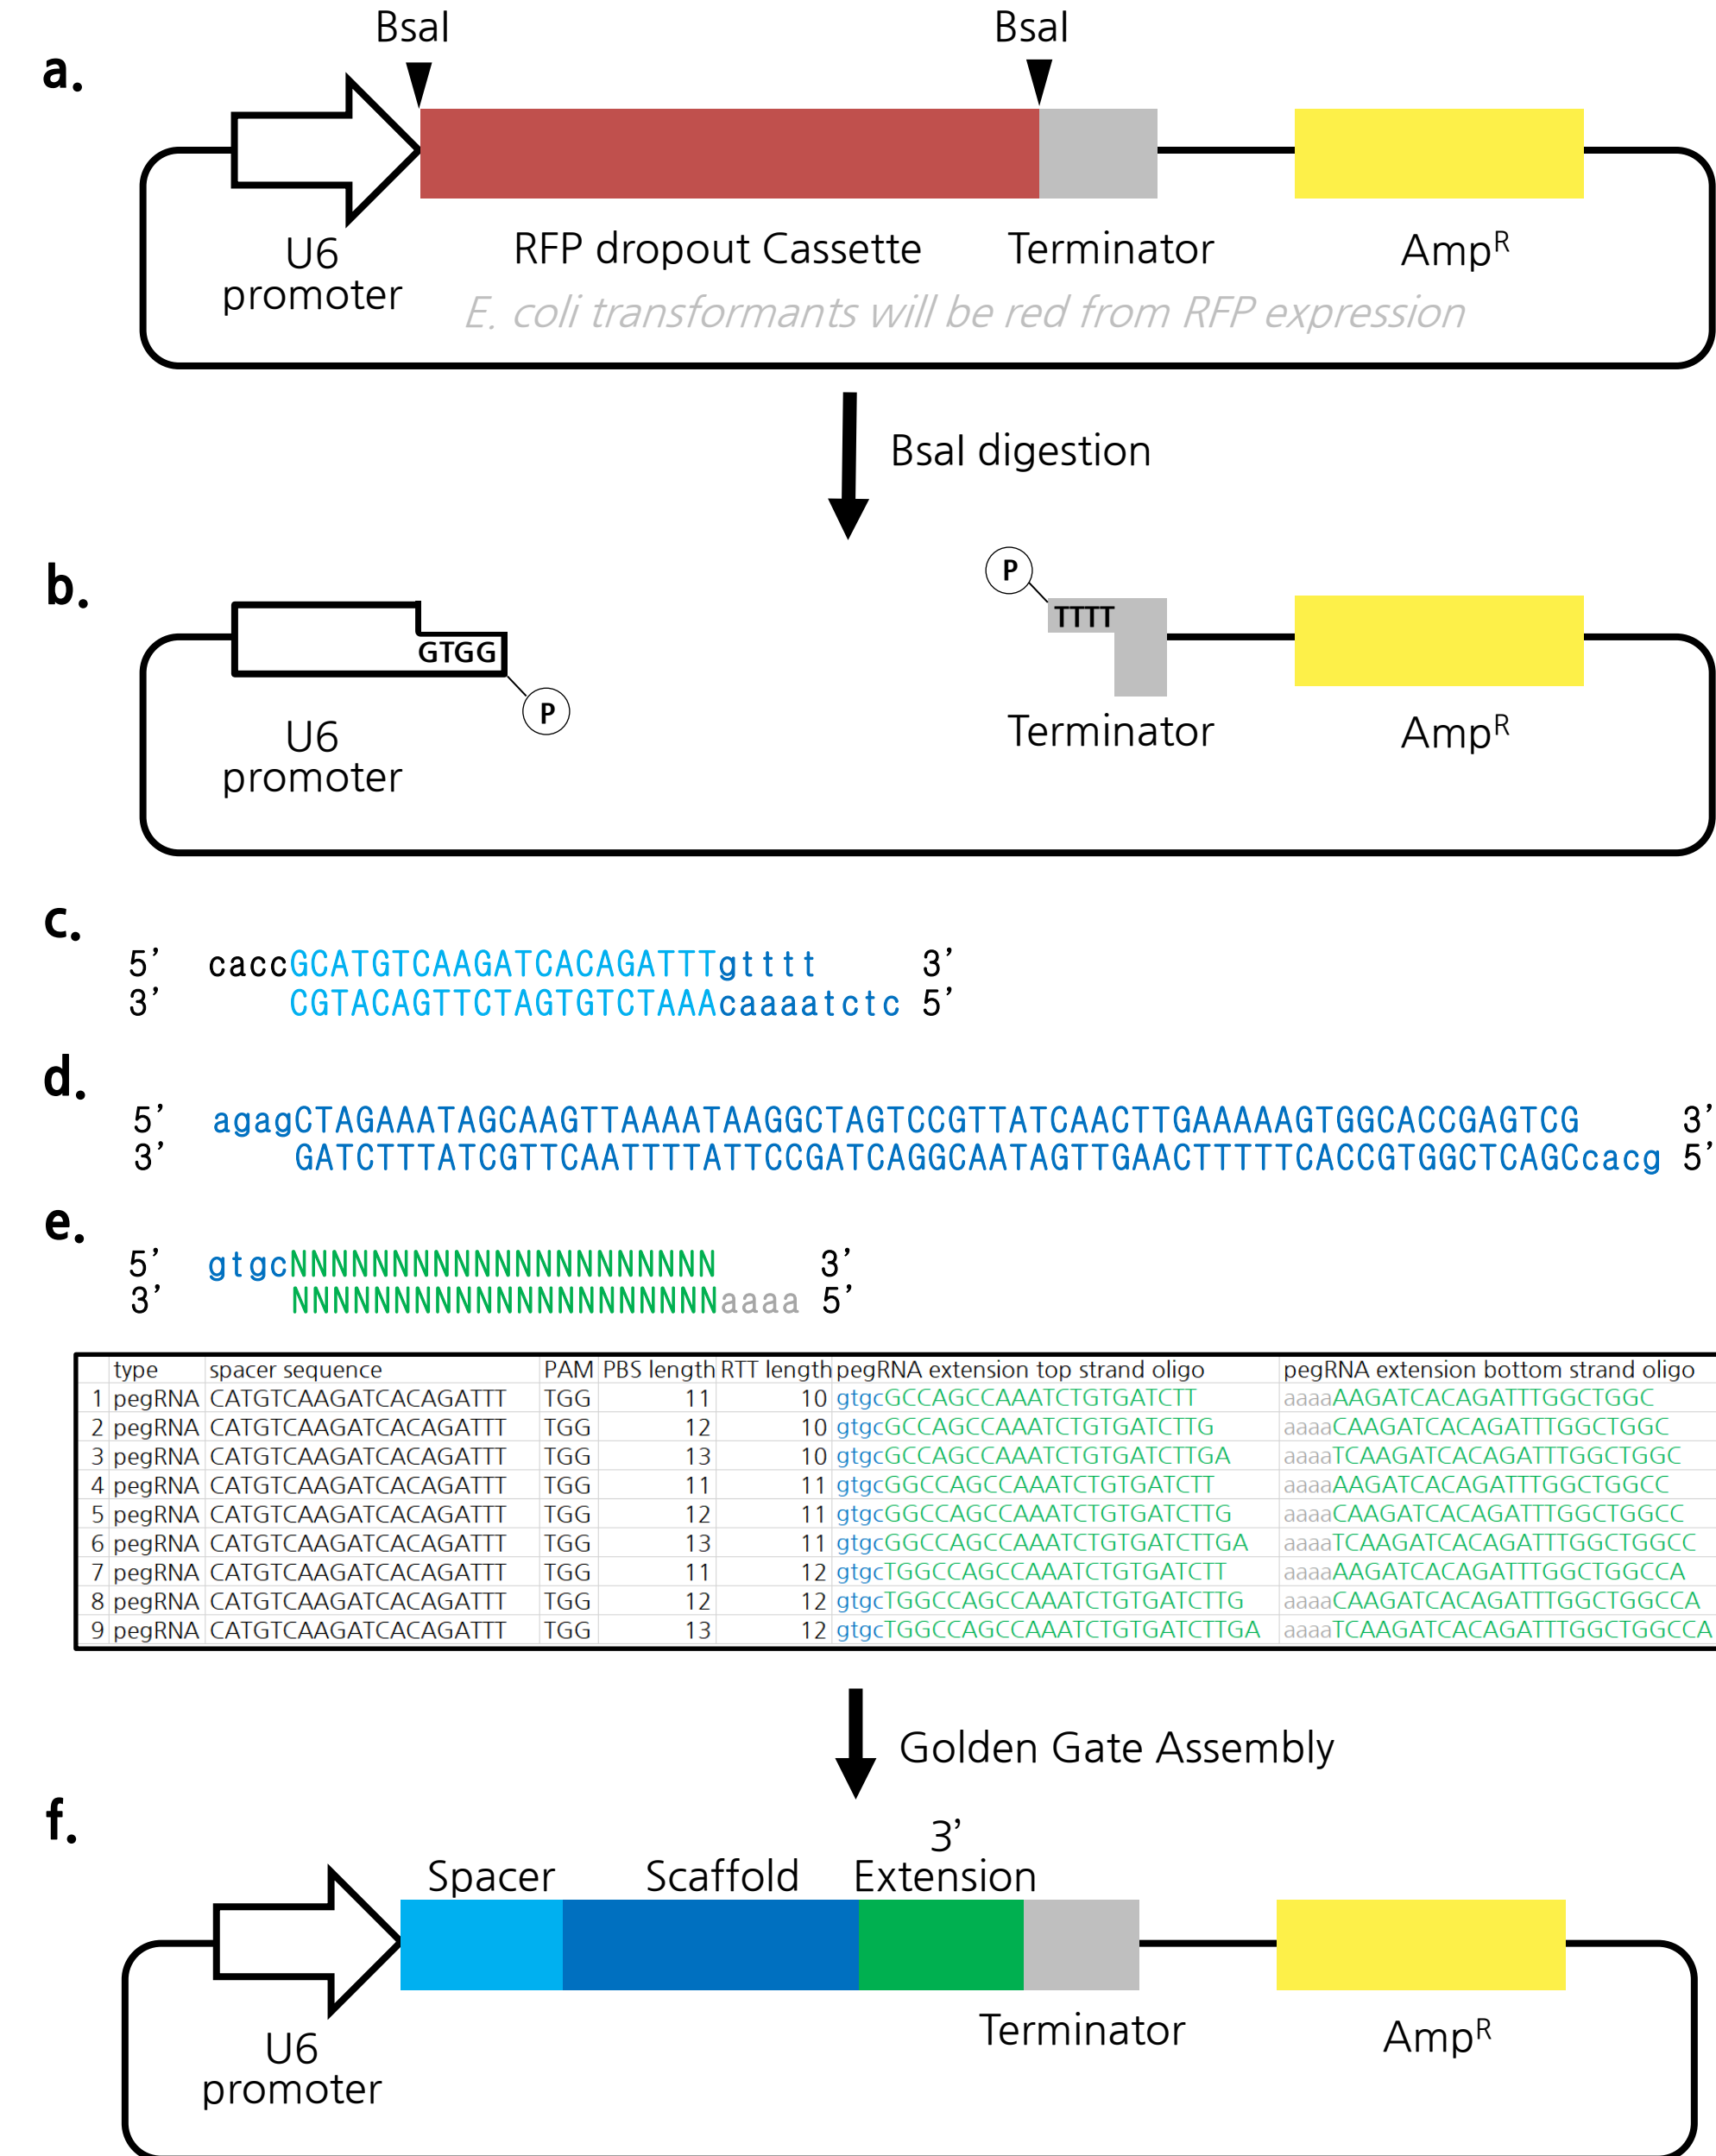 a.
BsaI BsaI
U6
promoter
RFP dropout Cassette
Terminator
Amp^R
E. coli transformants will be red from RFP expression
BsaI digestion
b.
P
TTTT
GTGG
P
U6
promoter
Terminator
Amp^R
c.
5’ caccGCATGTCAAGATCACAGATTTgtttt 3’
3’ CGTACAGTTCTAGTGTCTAAAcaaaatctc 5’
d.
5’ agagCTAGAAATAGCAAGTTAAAATAAGGCTAGTCCGTTATCAACTTGAAAAAGTGGCACCGAGTCG 3’
3’ GATCTTTATCGTTCAATTTTATTCCGATCAGGCAATAGTTGAACTTTTTCACCGTGGCTCAGCcacg 5’
e.
5’ gtgcNNNNNNNNNNNNNNNNNNNNN 3’
3’ NNNNNNNNNNNNNNNNNNNNNaaaa 5’
type spacer sequence PAM PBS length RTT length pegRNA extension top strand oligo pegRNA extension bottom strand oligo
1 pegRNA CATGTCAAGATCACAGATTT TGG 11 10 gtgcGCCAGCCAAATCTGTGATCTT aaaaAAGATCACAGATTTGGCTGGC
2 pegRNA CATGTCAAGATCACAGATTT TGG 12 10 gtgcGCCAGCCAAATCTGTGATCTTG aaaaCAAGATCACAGATTTGGCTGGC
3 pegRNA CATGTCAAGATCACAGATTT TGG 13 10 gtgcGCCAGCCAAATCTGTGATCTTGA aaaaTCAAGATCACAGATTTGGCTGGC
4 pegRNA CATGTCAAGATCACAGATTT TGG 11 11 gtgcGGCCAGCCAAATCTGTGATCTT aaaaAAGATCACAGATTTGGCTGGCC
5 pegRNA CATGTCAAGATCACAGATTT TGG 12 11 gtgcGGCCAGCCAAATCTGTGATCTTG aaaaCAAGATCACAGATTTGGCTGGCC
6 pegRNA CATGTCAAGATCACAGATTT TGG 13 11 gtgcGGCCAGCCAAATCTGTGATCTTGA aaaaTCAAGATCACAGATTTGGCTGGCC
7 pegRNA CATGTCAAGATCACAGATTT TGG 11 12 gtgcTGGCCAGCCAAATCTGTGATCTT aaaaAAGATCACAGATTTGGCTGGCCA
8 pegRNA CATGTCAAGATCACAGATTT TGG 12 12 gtgcTGGCCAGCCAAATCTGTGATCTTG aaaaCAAGATCACAGATTTGGCTGGCCA
9 pegRNA CATGTCAAGATCACAGATTT TGG 13 12 gtgcTGGCCAGCCAAATCTGTGATCTTGA aaaaTCAAGATCACAGATTTGGCTGGCCA
Golden Gate Assembly
f.
Spacer Scaffold 3’
Extension
U6
promoter
Terminator
Amp^R